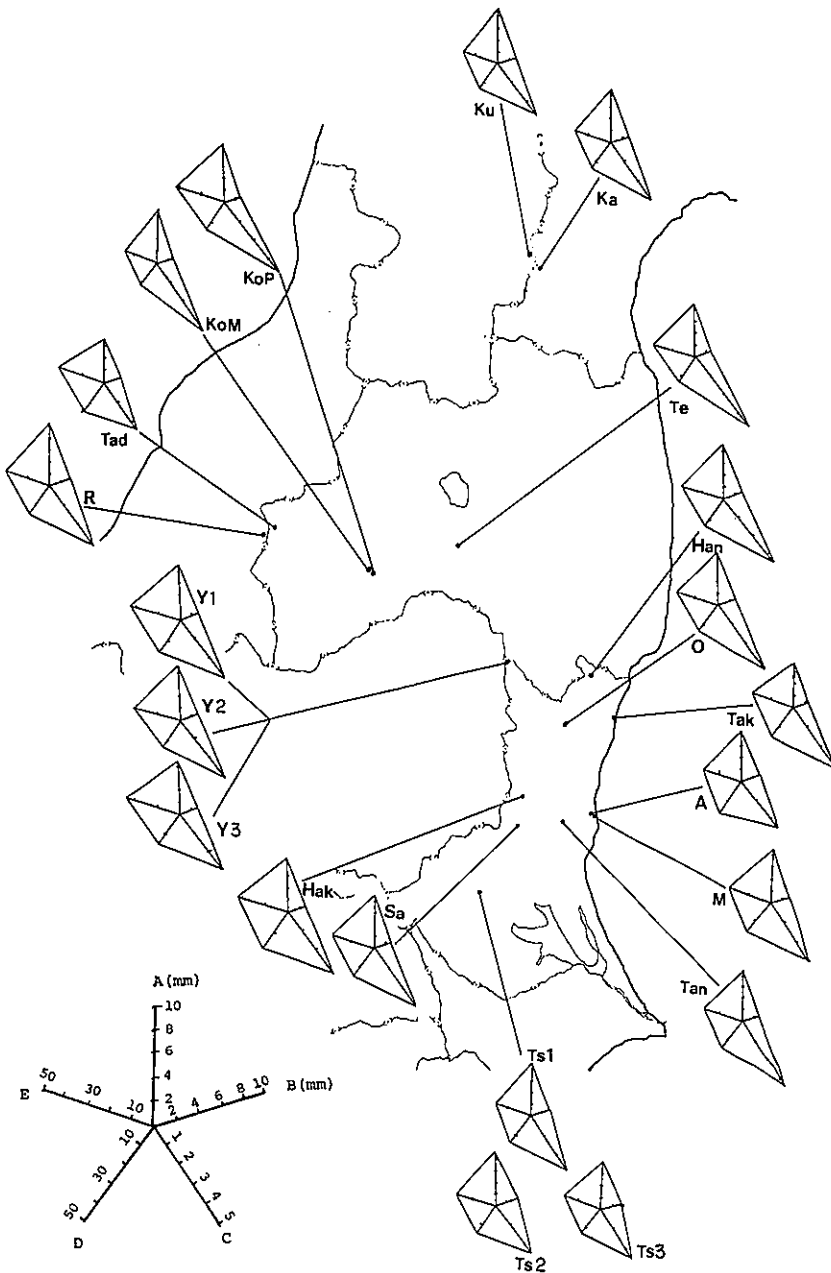 Ku
Ka
KoP
KoM
Tad
R
Te
Han
O
Tak
A
M
Tan
Y1
Y2
Y3
Hak
Sa
Ts1
Ts2
Ts3
A (mm)
10
8
6
4
2
B (mm)
2 4 6 8 10
C
1 2 3 4 5
D
10 30 50
E
50 30 10